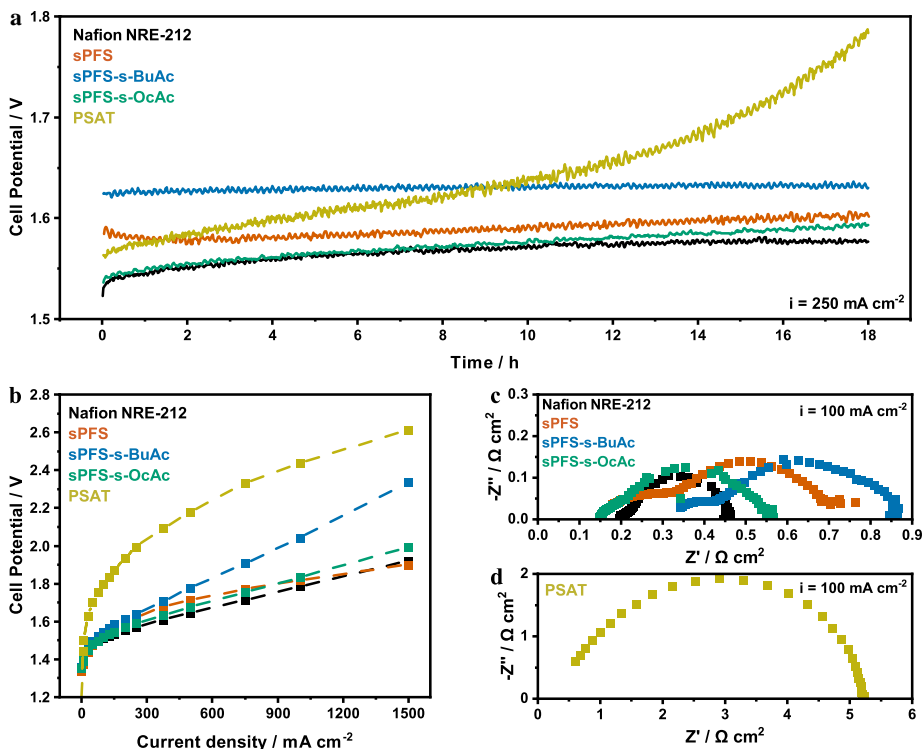 a
1.8
1.7
1.6
1.5
Cell Potential / V
Nafion NRE-212
sPFS
sPFS-s-BuAc
sPFS-s-OcAc
PSAT
i = 250 mA cm-2
0 2 4 6 8 10 12 14 16 18
Time / h
b
2.8
2.6
2.4
2.2
2.0
1.8
1.6
1.4
1.2
Cell Potential / V
Nafion NRE-212
sPFS
sPFS-s-BuAc
sPFS-s-OcAc
PSAT
0 300 600 900 1200 1500
Current density / mA cm-2
c
0.3
0.2
0.1
0.0
-Z'' / Ω cm2
Nafion NRE-212
sPFS
sPFS-s-BuAc
sPFS-s-OcAc
i = 100 mA cm-2
0.0 0.1 0.2 0.3 0.4 0.5 0.6 0.7 0.8 0.9
Z' / Ω cm2
d
2
1
0
-Z'' / Ω cm2
PSAT
i = 100 mA cm-2
0 1 2 3 4 5 6
Z' / Ω cm2